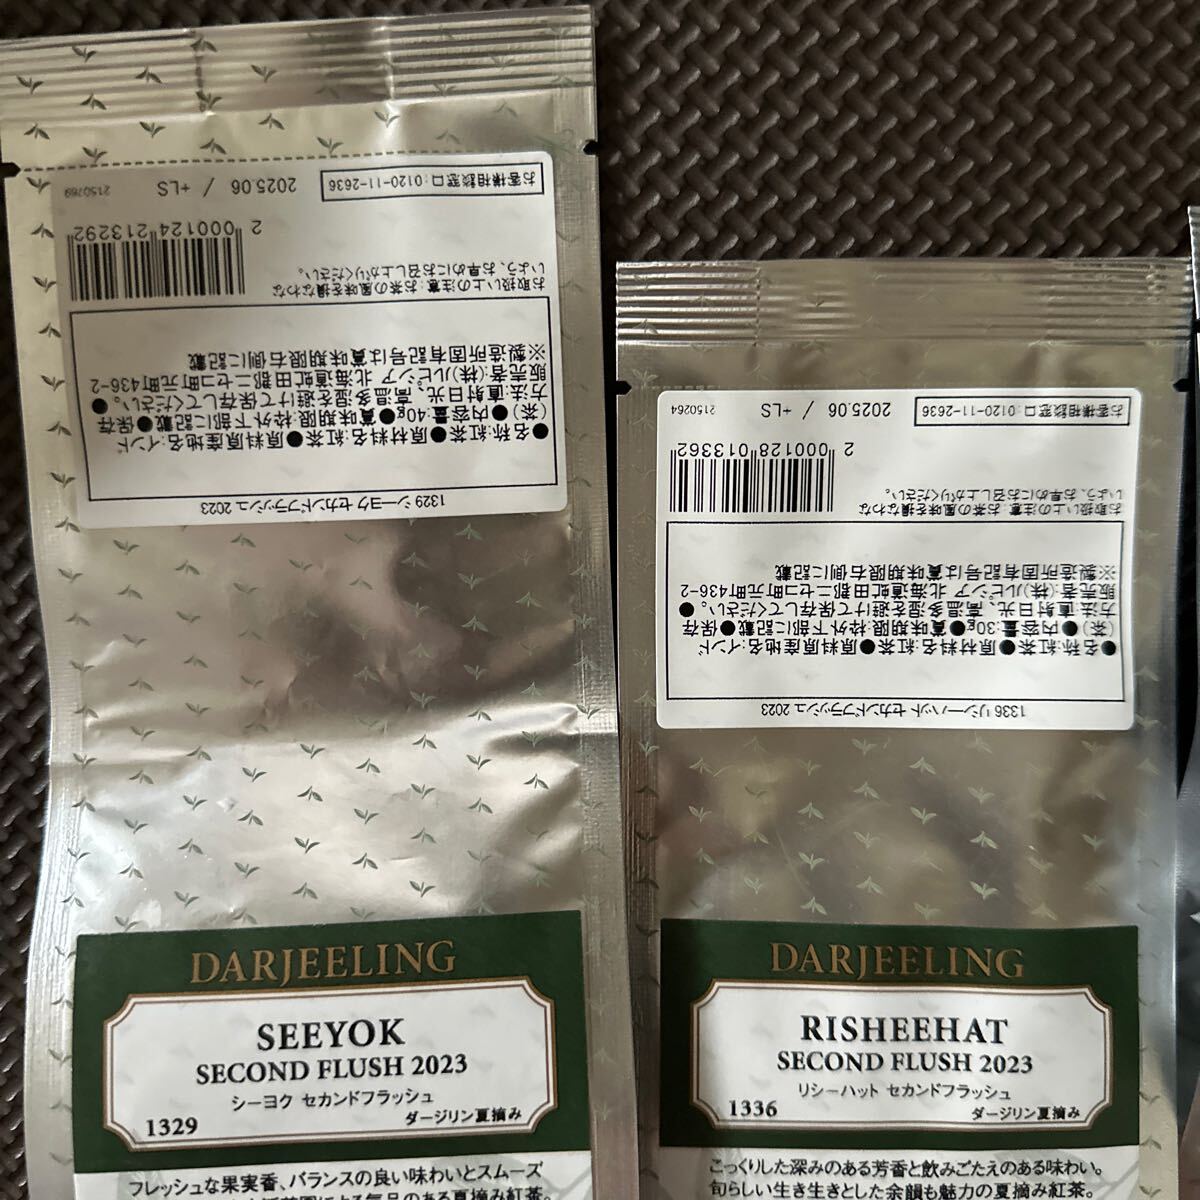 お客様相談窓口:0120-11-2636
2025.06 / +LS
2150769
2 000124 213292
お取扱い上の注意:お茶の風味を損なわな
いよう、お早めにお召し上がりください。
※製造所固有記号は賞味期限右側に記載
販売者:(株)ルピシア 北海道虻田郡ニセコ町元町436-2
方法:直射日光、高温多湿を避けて保存してください。●
(茶)●内容量:40g●賞味期限:枠外下部に記載●保存
●名称:紅茶●原材料名:紅茶●原料原産地名:インド
1329 シーヨク セカンドフラッシュ 2023
DARJEELING
SEEYOK
SECOND FLUSH 2023
シーヨク セカンドフラッシュ
1329
ダージリン夏摘み
フレッシュな果実香、バランスの良い味わいとスムーズ
気品のある夏摘み紅茶。
お客様相談窓口:0120-11-2636
2025.06 / +LS
2150264
2 000128 013362
お取扱い上の注意:お茶の風味を損なわな
いよう、お早めにお召し上がりください。
※製造所固有記号は賞味期限右側に記載
販売者:(株)ルピシア 北海道虻田郡ニセコ町元町436-2
方法:直射日光、高温多湿を避けて保存してください。●
(茶)●内容量:30g●賞味期限:枠外下部に記載●保存
●名称:紅茶●原材料名:紅茶●原料原産地名:インド
1336 リシーハット セカンドフラッシュ 2023
DARJEELING
RISHEEHAT
SECOND FLUSH 2023
リシーハット セカンドフラッシュ
1336
ダージリン夏摘み
こっくりした深みのある芳香と飲みごたえのある味わい。
旬らしい生き生きとした余韻も魅力の夏摘み紅茶。